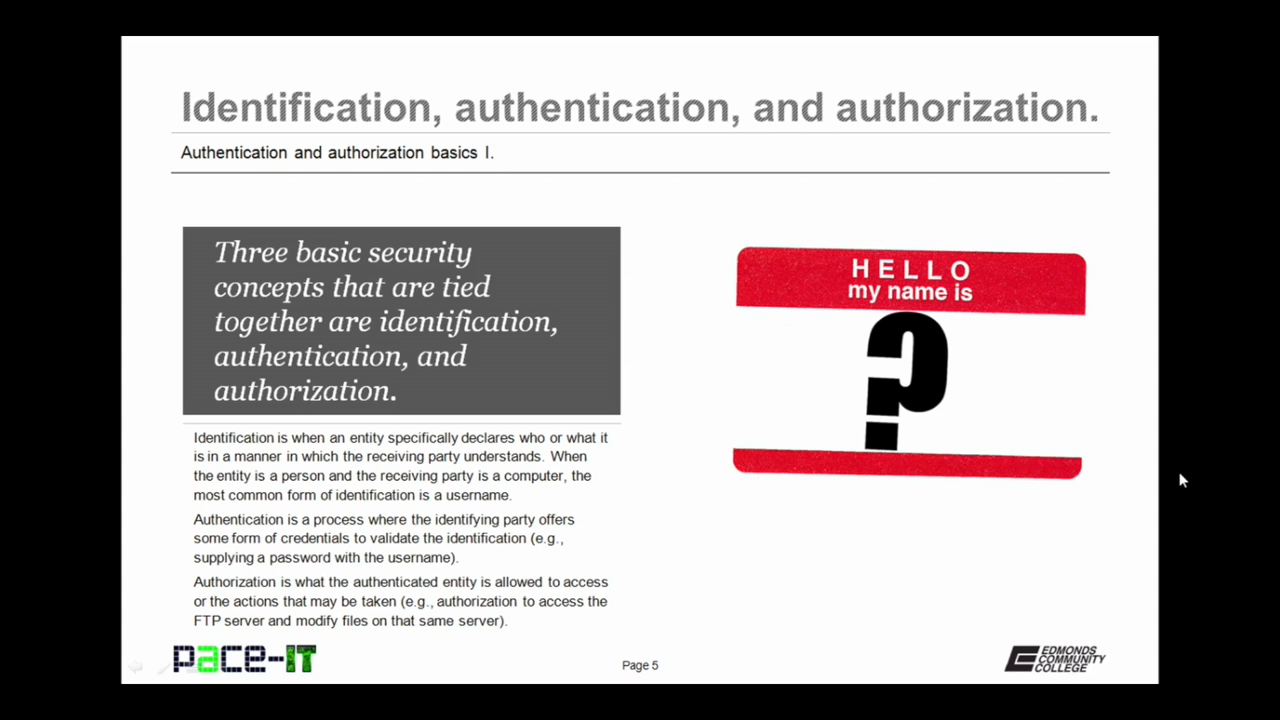 Identification, authentication, and authorization.
Authentication and authorization basics I.
Three basic security
concepts that are tied
together are identification,
authentication, and
authorization.
HELLO
my name is
?
Identification is when an entity specifically declares who or what it
is in a manner in which the receiving party understands. When
the entity is a person and the receiving party is a computer, the
most common form of identification is a username.
Authentication is a process where the identifying party offers
some form of credentials to validate the identification (e.g.,
supplying a password with the username).
Authorization is what the authenticated entity is allowed to access
or the actions that may be taken (e.g., authorization to access the
FTP server and modify files on that same server).
pace-IT
Page 5
EDMONDS
COMMUNITY
COLLEGE